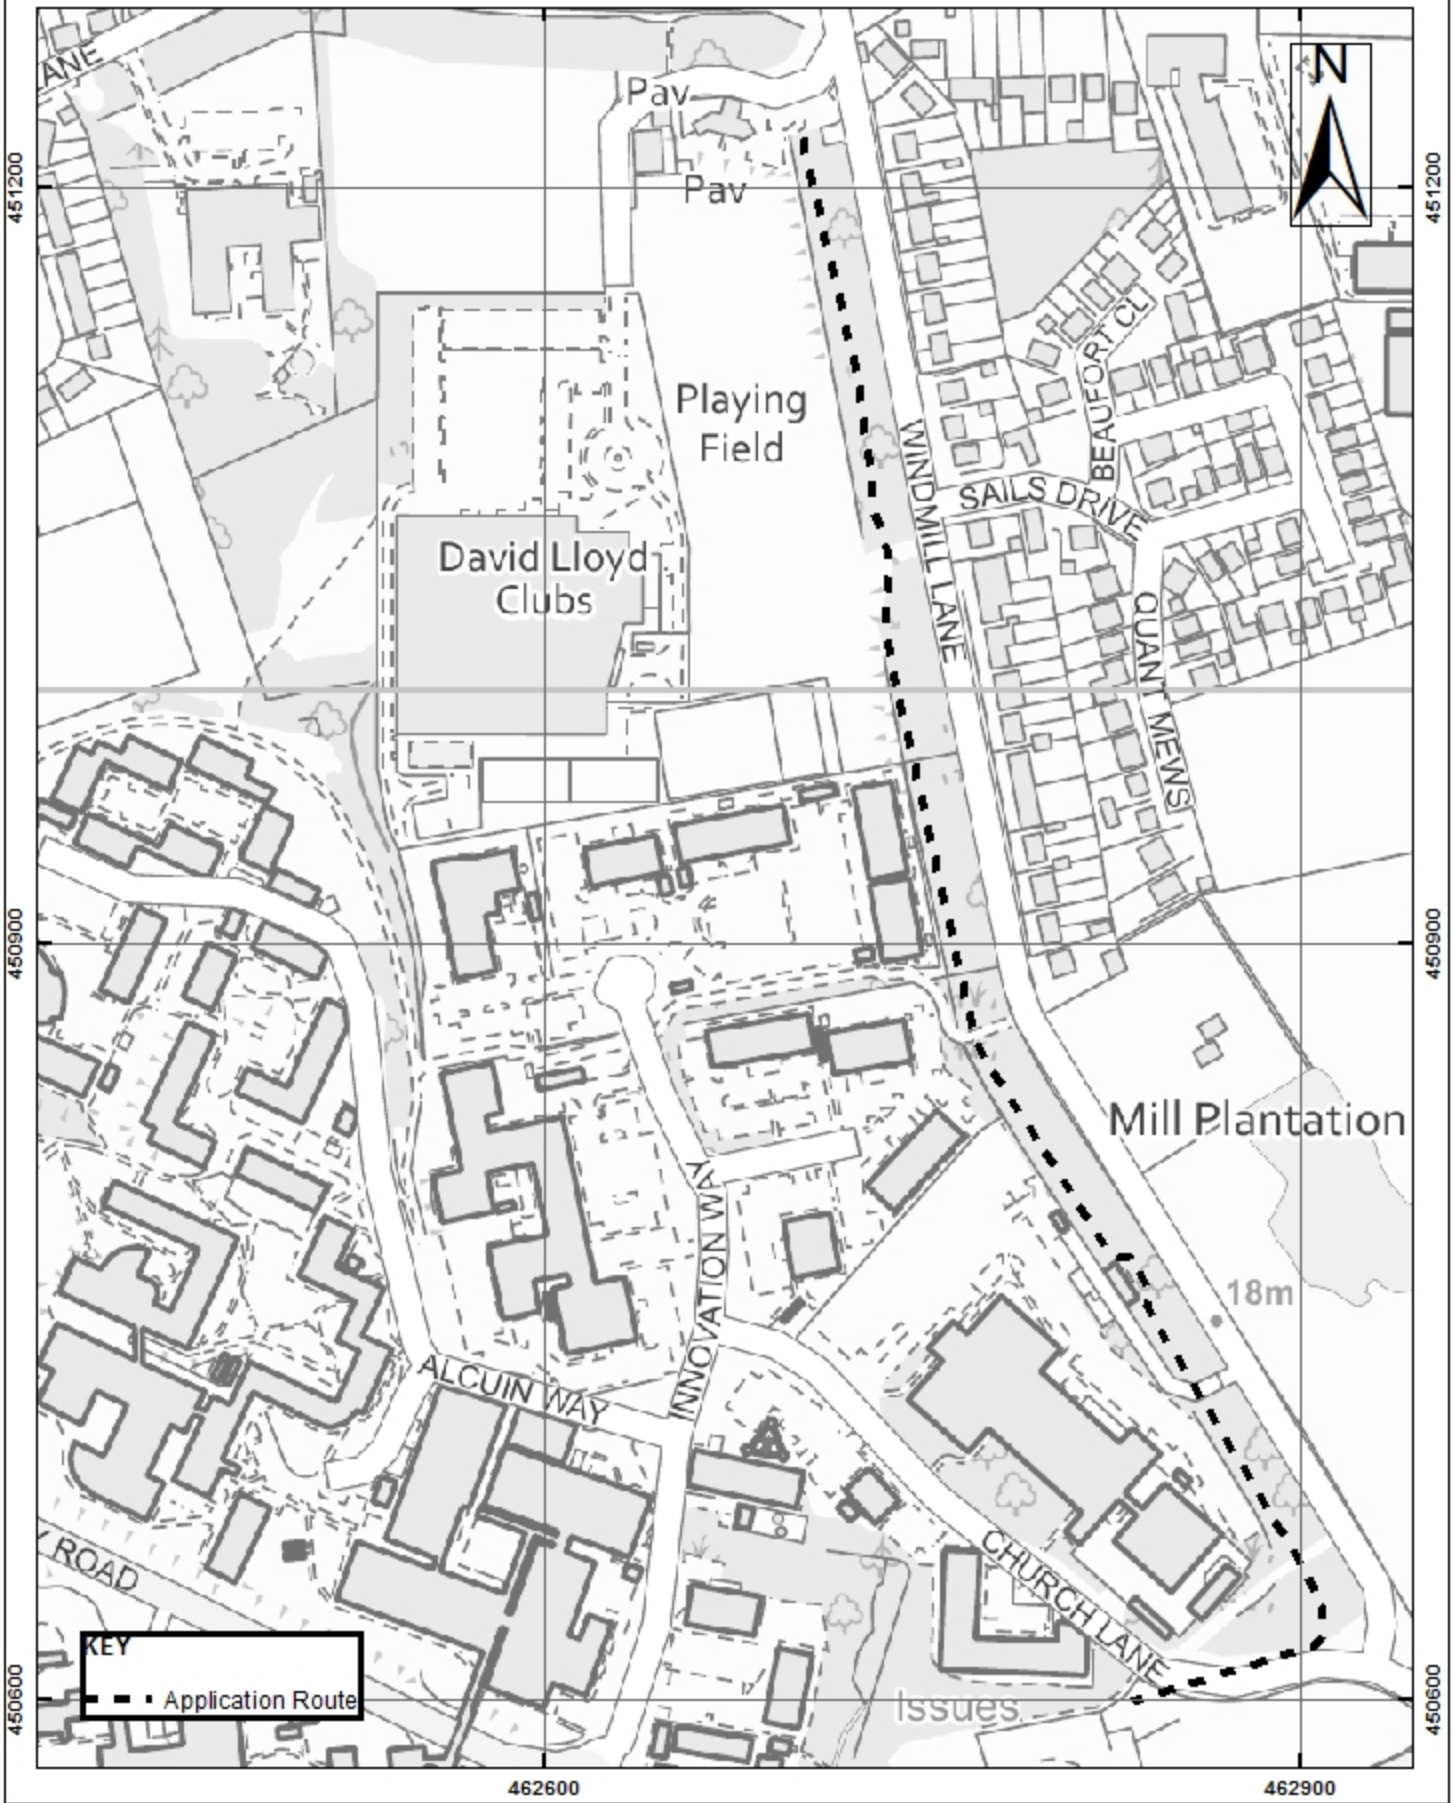 ANE
N
Pav
451200
451200
Pav
BEAUFORT CL
Playing
Field
WINDMILL LANE
SAILS DRIVE
David Lloyd
Clubs
QUANT MEWS
450900
450900
Mill Plantation
INNOVATION WAY
18m
ALCUIN WAY
CHURCH LANE
Y ROAD
KEY
Application Route
Issues
450600
450600
462600
462900